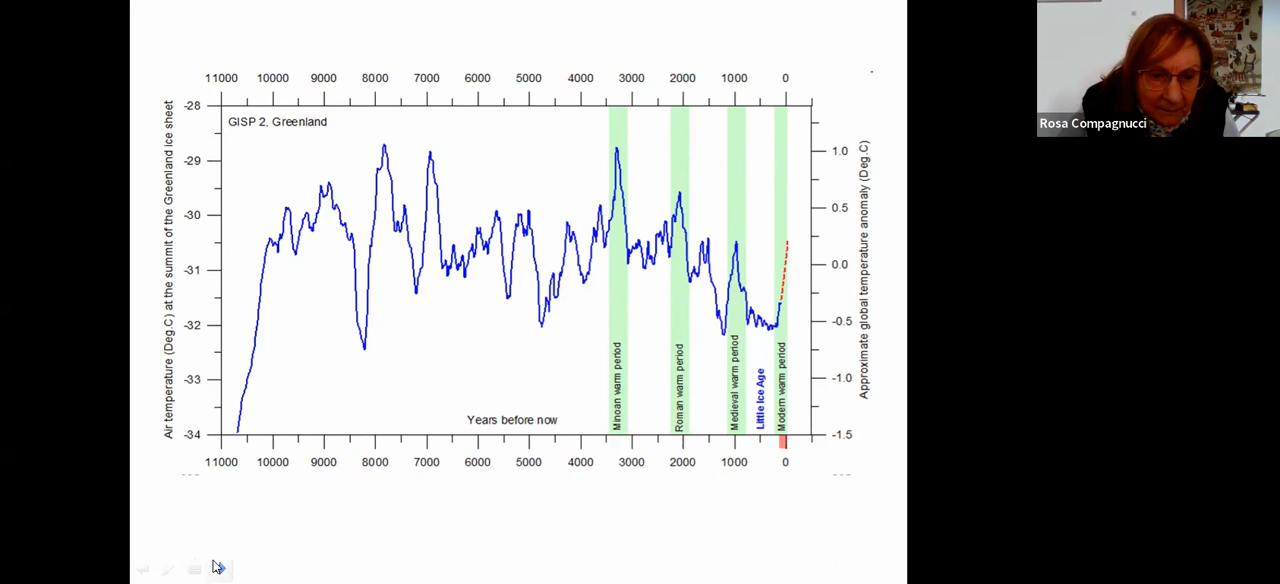 11000 10000 9000 8000 7000 6000 5000 4000 3000 2000 1000 0
-28
-29
-30
-31
-32
-33
-34
Air temperature (Deg.C) at the summit of the Greenland ice sheet
GISP 2, Greenland
Years before now
Minoan warm period
Roman warm period
Medieval warm period
Little Ice Age
Modern warm period
1.0
0.5
0.0
-0.5
-1.0
-1.5
Approximate global temperature anomaly (Deg.C)
11000 10000 9000 8000 7000 6000 5000 4000 3000 2000 1000 0
Rosa Compagnucci